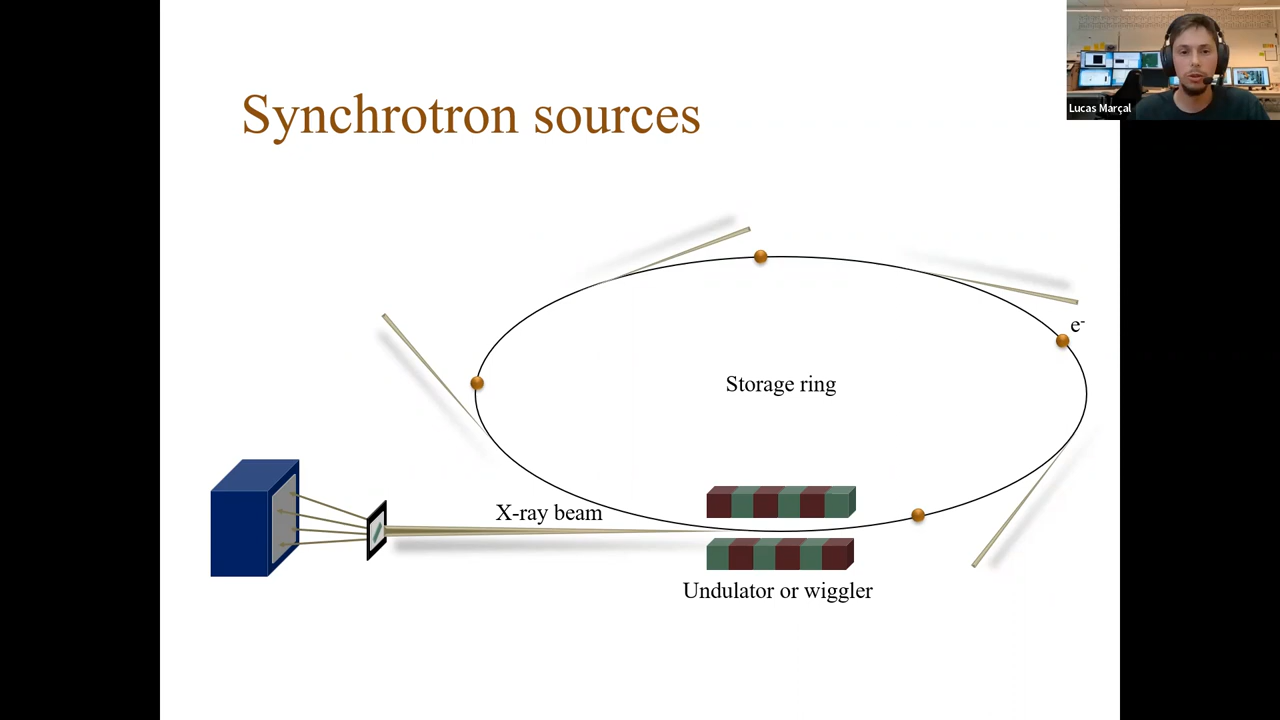 Synchrotron sources
Lucas Marçal
e-
Storage ring
X-ray beam
Undulator or wiggler